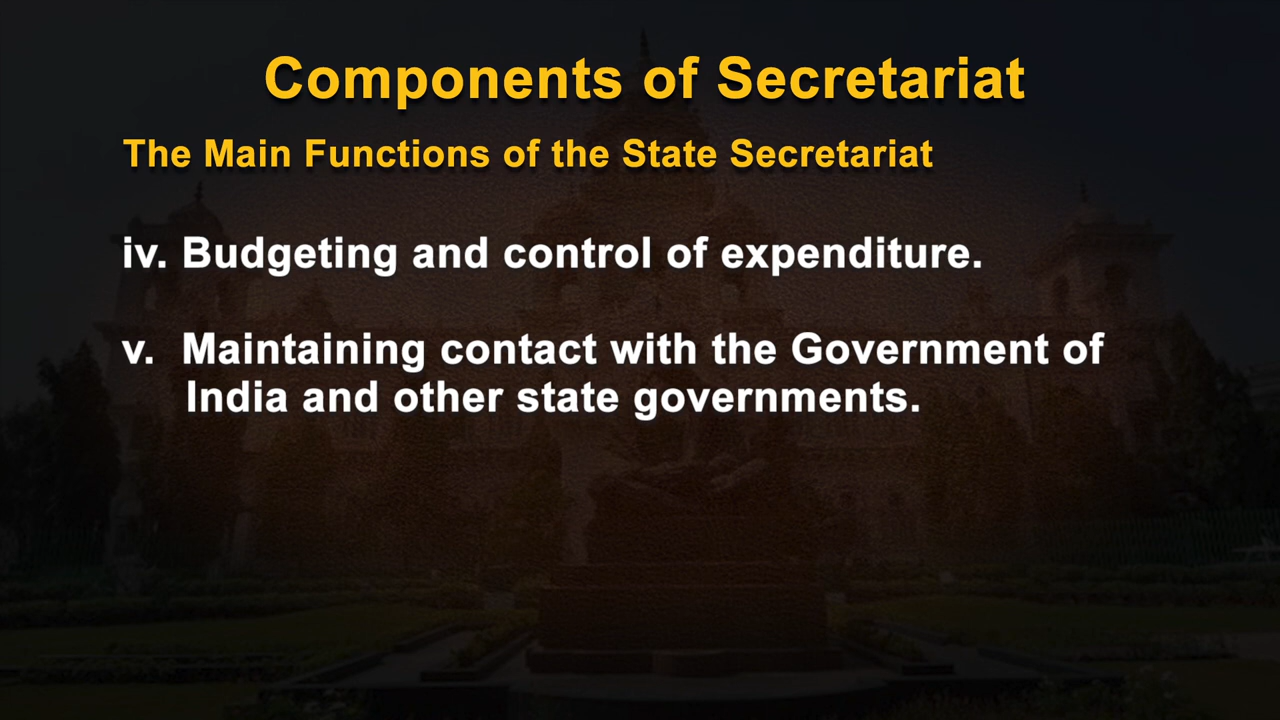 Components of Secretariat
The Main Functions of the State Secretariat
iv. Budgeting and control of expenditure.
v. Maintaining contact with the Government of
India and other state governments.